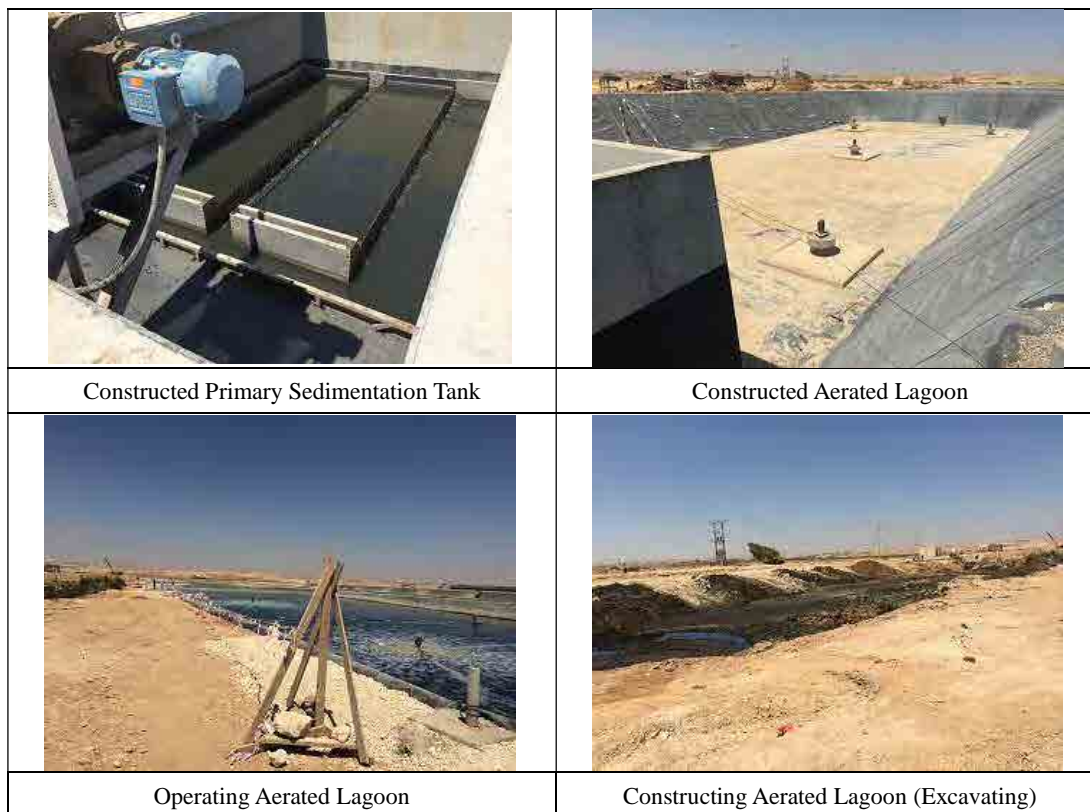 Constructed Primary Sedimentation Tank
Constructed Aerated Lagoon
Operating Aerated Lagoon
Constructing Aerated Lagoon (Excavating)